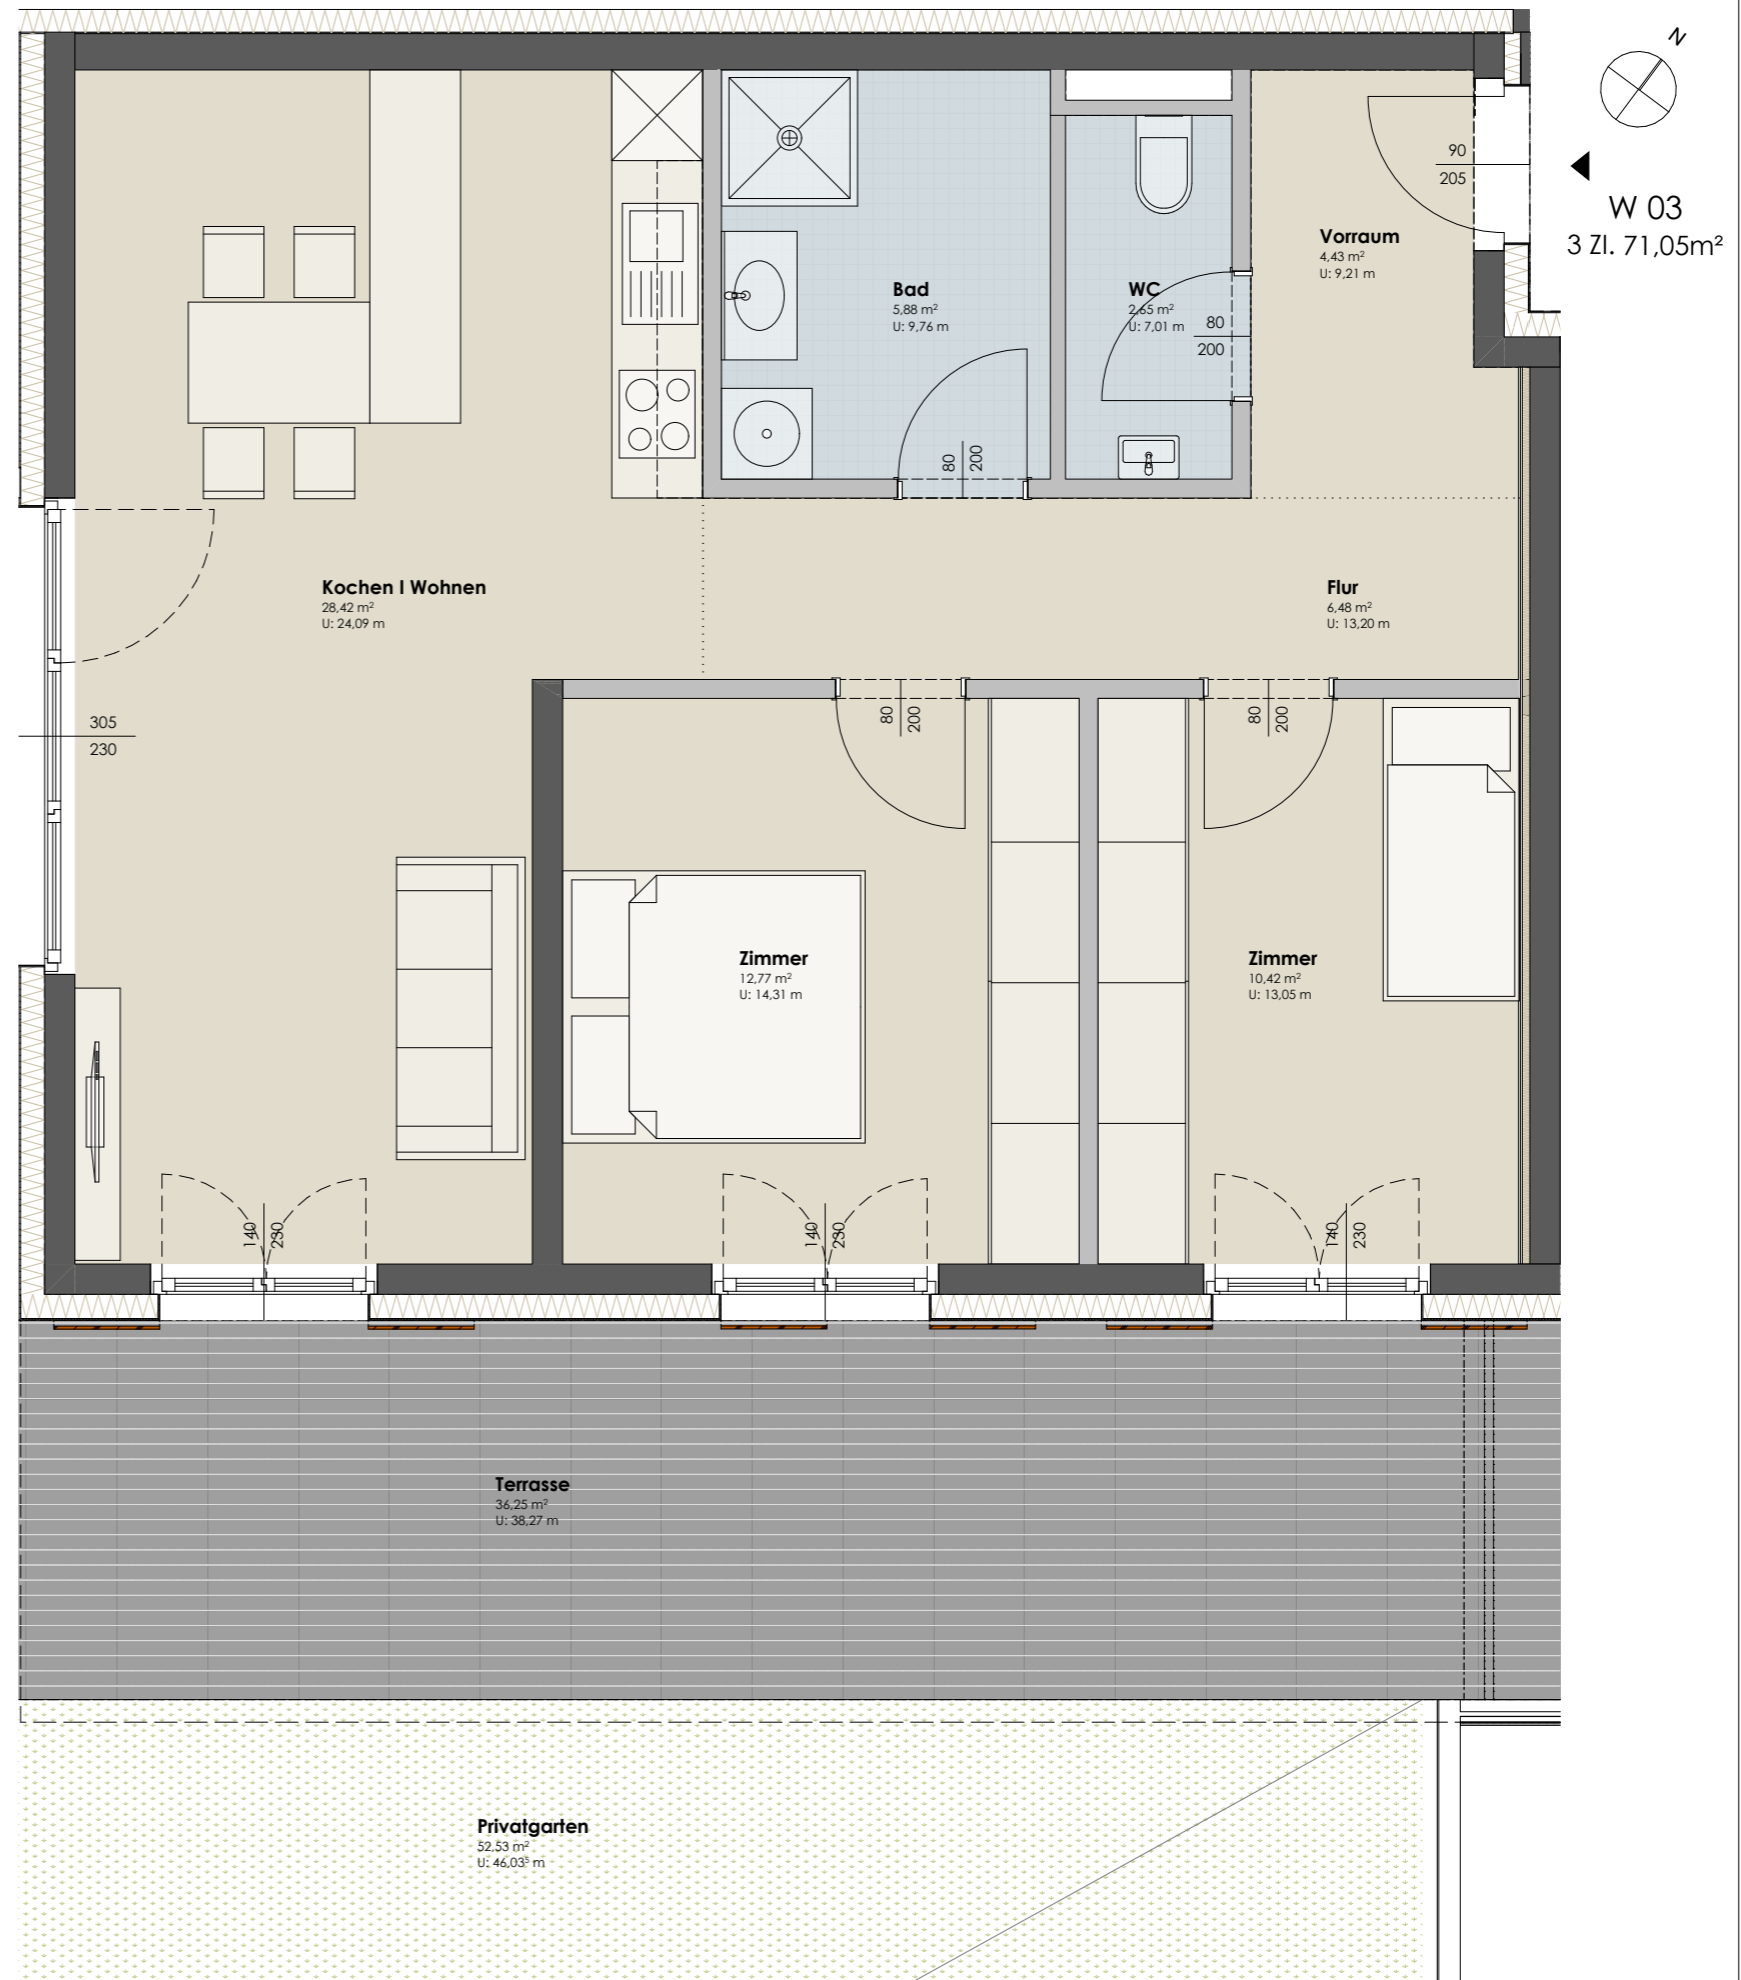 N
W 03
3 ZI. 71,05m²
90
205
Vorraum
4,43 m²
U: 9,21 m
Bad
5,88 m²
U: 9,76 m
WC
2,65 m²
U: 7,01 m
80
200
80
200
Kochen I Wohnen
28,42 m²
U: 24,09 m
Flur
6,48 m²
U: 13,20 m
305
230
80
200
80
200
Zimmer
12,77 m²
U: 14,31 m
Zimmer
10,42 m²
U: 13,05 m
140
230
140
230
140
230
Terrasse
36,25 m²
U: 38,27 m
Privatgarten
52,53 m²
U: 46,03⁵ m